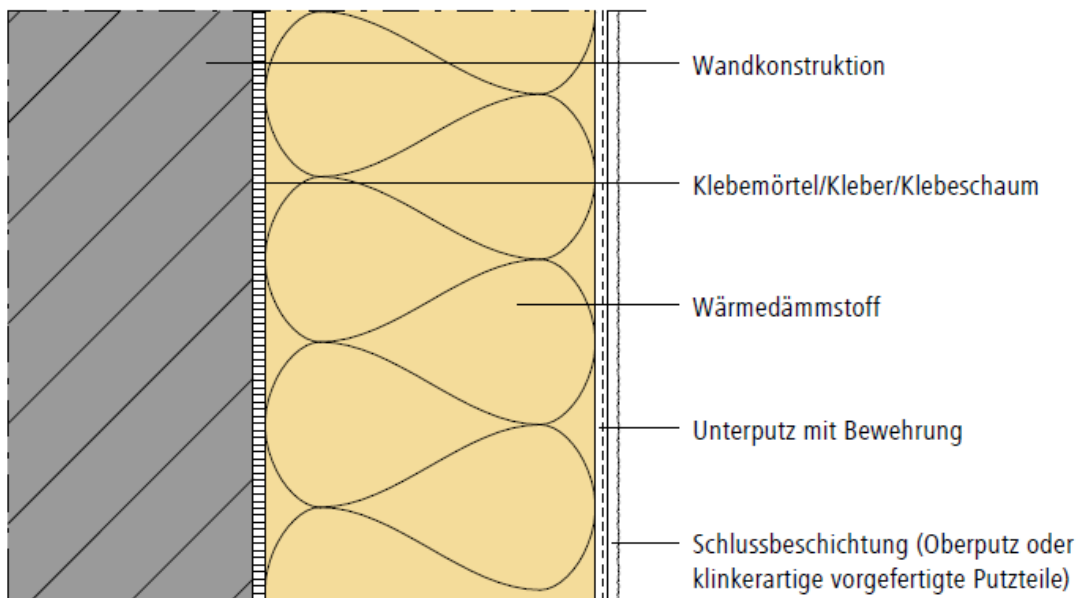 Wandkonstruktion
Klebemörtel/Kleber/Klebeschaum
Wärmedämmstoff
Unterputz mit Bewehrung
Schlussbeschichtung (Oberputz oder
klinkerartige vorgefertigte Putzteile)